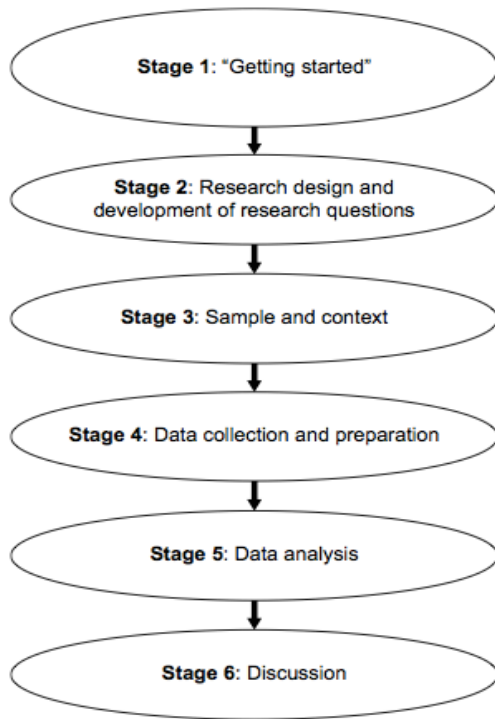 Stage 1: “Getting started”
Stage 2: Research design and
development of research questions
Stage 3: Sample and context
Stage 4: Data collection and preparation
Stage 5: Data analysis
Stage 6: Discussion